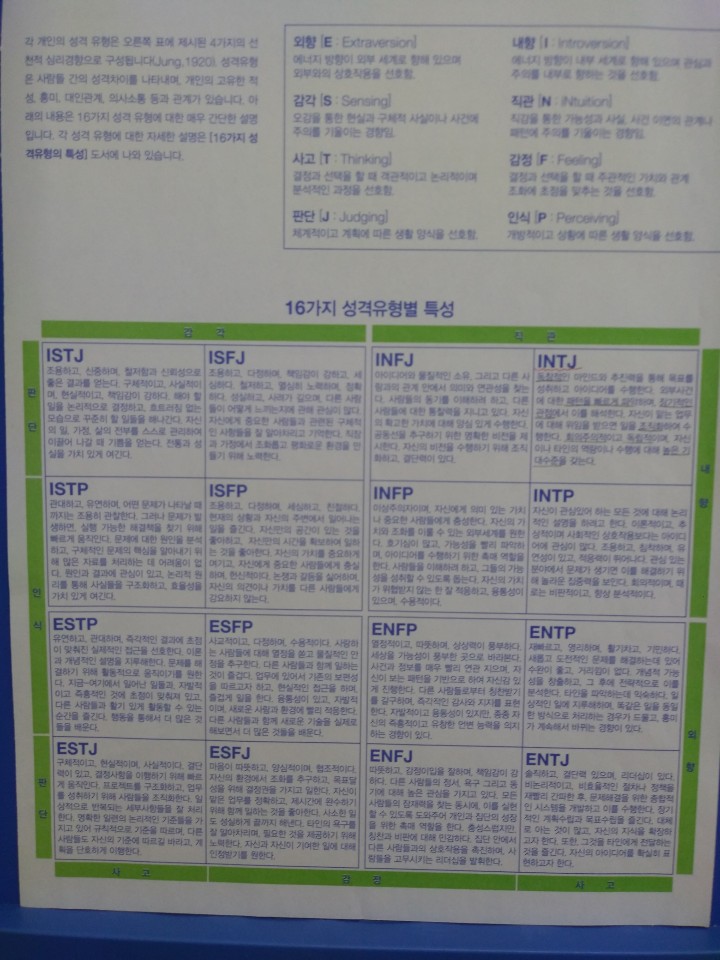 각 개인의 성격 유형은 오른쪽 표에 제시된 4가지의 선
천적 심리경향으로 구성됩니다(Jung,1920). 성격유형
은 사람들 간의 성격차이를 나타내며, 개인의 고유한 적
성, 흥미, 대인관계, 의사소통 등과 관계가 있습니다. 아
래의 내용은 16가지 성격 유형에 대한 매우 간단한 설명
입니다. 각 성격 유형에 대한 자세한 설명은 [16가지 성
격유형의 특성] 도서에 나와 있습니다.
외향 [E : Extraversion]
에너지 방향이 외부 세계로 향해 있으며
외부와의 상호작용을 선호함.
내향 [I : Introversion]
에너지 방향이 내부 세계로 향해 있으며 관심과
주의를 내부로 향하는 것을 선호함.
감각 [S : Sensing]
오감을 통한 현실과 구체적 사실이나 사건에
주의를 기울이는 경향임.
직관 [N : iNtuition]
직감을 통한 가능성과 사실, 사건 이면의 관계나
패턴에 주의를 기울이는 경향임.
사고 [T : Thinking]
결정과 선택을 할 때 객관적이고 논리적이며
분석적인 과정을 선호함.
감정 [F : Feeling]
결정과 선택을 할 때 주관적인 가치와 관계
조화에 초점을 맞추는 것을 선호함.
판단 [J : Judging]
체계적이고 계획에 따른 생활 양식을 선호함.
인식 [P : Perceiving]
개방적이고 상황에 따른 생활 양식을 선호함.
16가지 성격유형별 특성
감 각
직 관
판 단
인 식
판 단
내 향
외 향
ISTJ
조용하고, 신중하며, 철저함과 신뢰성으로
좋은 결과를 얻는다. 구체적이고, 사실적이
며, 현실적이고, 책임감이 강하다. 해야 할
일을 논리적으로 결정하고, 흐트러짐 없는
모습으로 꾸준히 할 일들을 해나간다. 자신
의 일, 가정, 삶의 전부를 스스로 관리하며
이끌어 나갈 때 기쁨을 얻는다. 전통과 성
실을 가치 있게 여긴다.
ISFJ
조용하고, 다정하며, 책임감이 강하고, 세
심하다. 철저하고, 열심히 노력하며, 정확
하다. 성실하고, 사려가 깊으며, 다른 사람
들이 어떻게 느끼는지에 관해 관심이 많다.
자신에게 중요한 사람들과 관련된 구체적
인 사항들을 잘 알아차리고 기억한다. 직장
과 가정에서 조화롭고 평화로운 환경을 만
들기 위해 노력한다.
INFJ
아이디어와 물질적인 소유, 그리고 다른 사
람과의 관계 안에서 의미와 연관성을 찾는
다. 사람들의 동기를 이해하려 하고, 다른
사람들에 대한 통찰력을 지니고 있다. 자신
의 확고한 가치에 대해 양심 있게 수행한다.
공동선을 추구하기 위한 명확한 비전을 제
시한다. 자신의 비전을 수행하기 위해 조직
화하고, 결단력이 있다.
INTJ
독창적인 마인드와 추진력을 통해 목표를
성취하고 아이디어를 수행한다. 외부사건
에 대한 패턴을 빠르게 파악하며, 장기적인
관점에서 이를 해석한다. 자신이 맡는 업무
에 대해 위임을 받으면 일을 조직화하여 수
행한다. 회의주의적이고, 독립적이며, 자신
이나 타인의 역량이나 수행에 대해 높은 기
대수준을 갖는다.
ISTP
관대하고, 유연하며, 어떤 문제가 나타날 때
까지는 조용히 관찰한다. 그러나 문제가 발
생하면, 실행 가능한 해결책을 찾기 위해
빠르게 움직인다. 문제에 대한 원인을 분석
하고, 구체적인 문제의 핵심을 알아내기 위
해 많은 자료를 처리하는 데 어려움이 없
다. 원인과 결과에 관심이 있고, 논리적 원
리를 통해 사실들을 구조화하고, 효율성을
가치 있게 여긴다.
ISFP
조용하고, 다정하며, 세심하고, 친절하다.
현재의 상황과 자신의 주변에서 일어나는
일을 즐긴다. 자신만의 공간이 있는 것을
좋아하고, 자신만의 시간을 확보하며 일하
는 것을 좋아한다. 자신의 가치를 중요하게
여기고, 자신에게 중요한 사람들에게 충실
하며, 헌신적이다. 논쟁과 갈등을 싫어하며,
자신의 의견이나 가치를 다른 사람들에게
강요하지 않는다.
INFP
이상주의자이며, 자신에게 의미 있는 가치
나 중요한 사람들에게 충성한다. 자신의 가
치와 조화를 이룰 수 있는 외부세계를 원한
다. 호기심이 많고, 가능성을 빨리 파악하
며, 아이디어를 수행하기 위한 촉매 역할을
한다. 사람들을 이해하려 하고, 그들의 가능
성을 성취할 수 있도록 돕는다. 자신의 가치
가 위협받지 않는 한 잘 적응하고, 융통성이
있으며, 수용적이다.
INTP
자신이 관심있어 하는 모든 것에 대해 논리
적인 설명을 하려고 한다. 이론적이고, 추
상적이며 사회적인 상호작용보다는 아이디
어에 관심이 많다. 조용하고, 침착하며, 유
연성이 있고, 적응력이 뛰어나다. 관심 있는
분야에서 문제가 생기면 이를 해결하기 위
해 놀라운 집중력을 보인다. 회의적이며, 때
로는 비판적이고, 항상 분석적이다.
ESTP
유연하고, 관대하며, 즉각적인 결과에 초점
이 맞춰진 실제적인 접근을 선호한다. 이론
과 개념적인 설명을 지루해한다. 문제를 해
결하기 위해 활동적으로 움직이기를 원한
다. 지금-여기에서 일어난 일들과, 자발적
이고 즉흥적인 것에 초점이 맞춰져 있고,
다른 사람들과 활기 있게 활동할 수 있는
순간을 즐긴다. 행동을 통해서 더 많은 것
들을 배운다.
ESFP
사교적이고, 다정하며, 수용적이다. 사랑하
는 사람들에 대해 열정을 쏟고 물질적인 안
정을 추구한다. 다른 사람들과 함께 일하는
것이 즐겁다. 업무에 있어서 기존의 보편성
을 따르고자 하고, 현실적인 접근을 하며,
즐겁게 일을 한다. 융통성이 있고, 자발적
이며, 새로운 사람과 환경에 빨리 적응한다.
다른 사람들과 함께 새로운 기술을 실제로
해보면서 더 많은 것들을 배운다.
ENFP
열정적이고, 따뜻하며, 상상력이 풍부하다.
세상을 가능성이 풍부한 곳으로 바라본다.
사건과 정보를 매우 빨리 연관 지으며, 자
신이 보는 패턴을 기반으로 하여 자신감 있
게 진행한다. 다른 사람들로부터 칭찬받기
를 갈구하며, 즉각적인 감사와 지지를 표현
한다. 자발적이고 융통성이 있지만, 종종 자
신의 즉흥적이고 유창한 언변 능력을 의지
하는 경향이 있다.
ENTP
재빠르고, 영리하며, 활기차고, 기민하다.
새롭고 도전적인 문제를 해결하는데 있어
수완이 좋고, 거리낌이 없다. 개념적 가능
성을 창출하고, 그 후에 전략적으로 이를
분석한다. 타인을 파악하는데 익숙하다. 일
상적인 일에 지루해하며, 똑같은 일을 동일
한 방식으로 처리하는 경우가 드물고, 흥미
가 계속해서 바뀌는 경향이 있다.
ESTJ
구체적이고, 현실적이며, 사실적이다. 결단
력이 있고, 결정사항을 이행하기 위해 빠르
게 움직인다. 프로젝트를 구조화하고, 업무
를 성취하기 위해 사람들을 조직화한다. 일
상적으로 반복되는 세부사항들을 잘 처리
한다. 명확한 일련의 논리적인 기준들을 가
지고 있어 규칙적으로 기준을 따르며, 다른
사람들도 자신의 기준에 따르길 바라고, 계
획을 단호하게 이행한다.
ESFJ
마음이 따뜻하고, 양심적이며, 협조적이다.
자신의 환경에서 조화를 추구하고, 목표달
성을 위해 결정권을 가지고 일한다. 자신이
맡은 업무를 정확하고, 제시간에 완수하기
위해 함께 일하는 것을 좋아한다. 사소한 일
도 성실하게 끝까지 해낸다. 타인의 욕구를
잘 알아차리며, 필요한 것을 제공하기 위해
노력한다. 자신과 자신이 기여한 일에 대해
인정받기를 원한다.
ENFJ
따뜻하고, 감정이입을 잘하며, 책임감이 강
하다. 다른 사람들의 정서, 욕구 그리고 동
기에 대해 높은 관심을 가지고 있다. 모든
사람들의 잠재력을 찾는 동시에, 이를 실현
할 수 있도록 도와주어 개인과 집단의 성장
을 위한 촉매 역할을 한다. 충성스럽지만,
칭찬과 비판에 대해 민감하다. 집단 안에서
다른 사람들과의 상호작용을 촉진하며, 사
람들을 고무시키는 리더십을 발휘한다.
ENTJ
솔직하고, 결단력 있으며, 리더십이 있다.
비논리적이고, 비효율적인 절차나 정책을
재빨리 간파한 후, 문제해결을 위한 종합적
인 시스템을 개발하고 이를 수행한다. 장기
적인 계획수립과 목표수립을 즐긴다. 대체
로 아는 것이 많고, 자신의 지식을 확장하
고자 한다. 또한, 그것을 타인에게 전달하는
것을 즐긴다. 자신의 아이디어를 확실히 표
현하고자 한다.
사 고
감 정
사 고